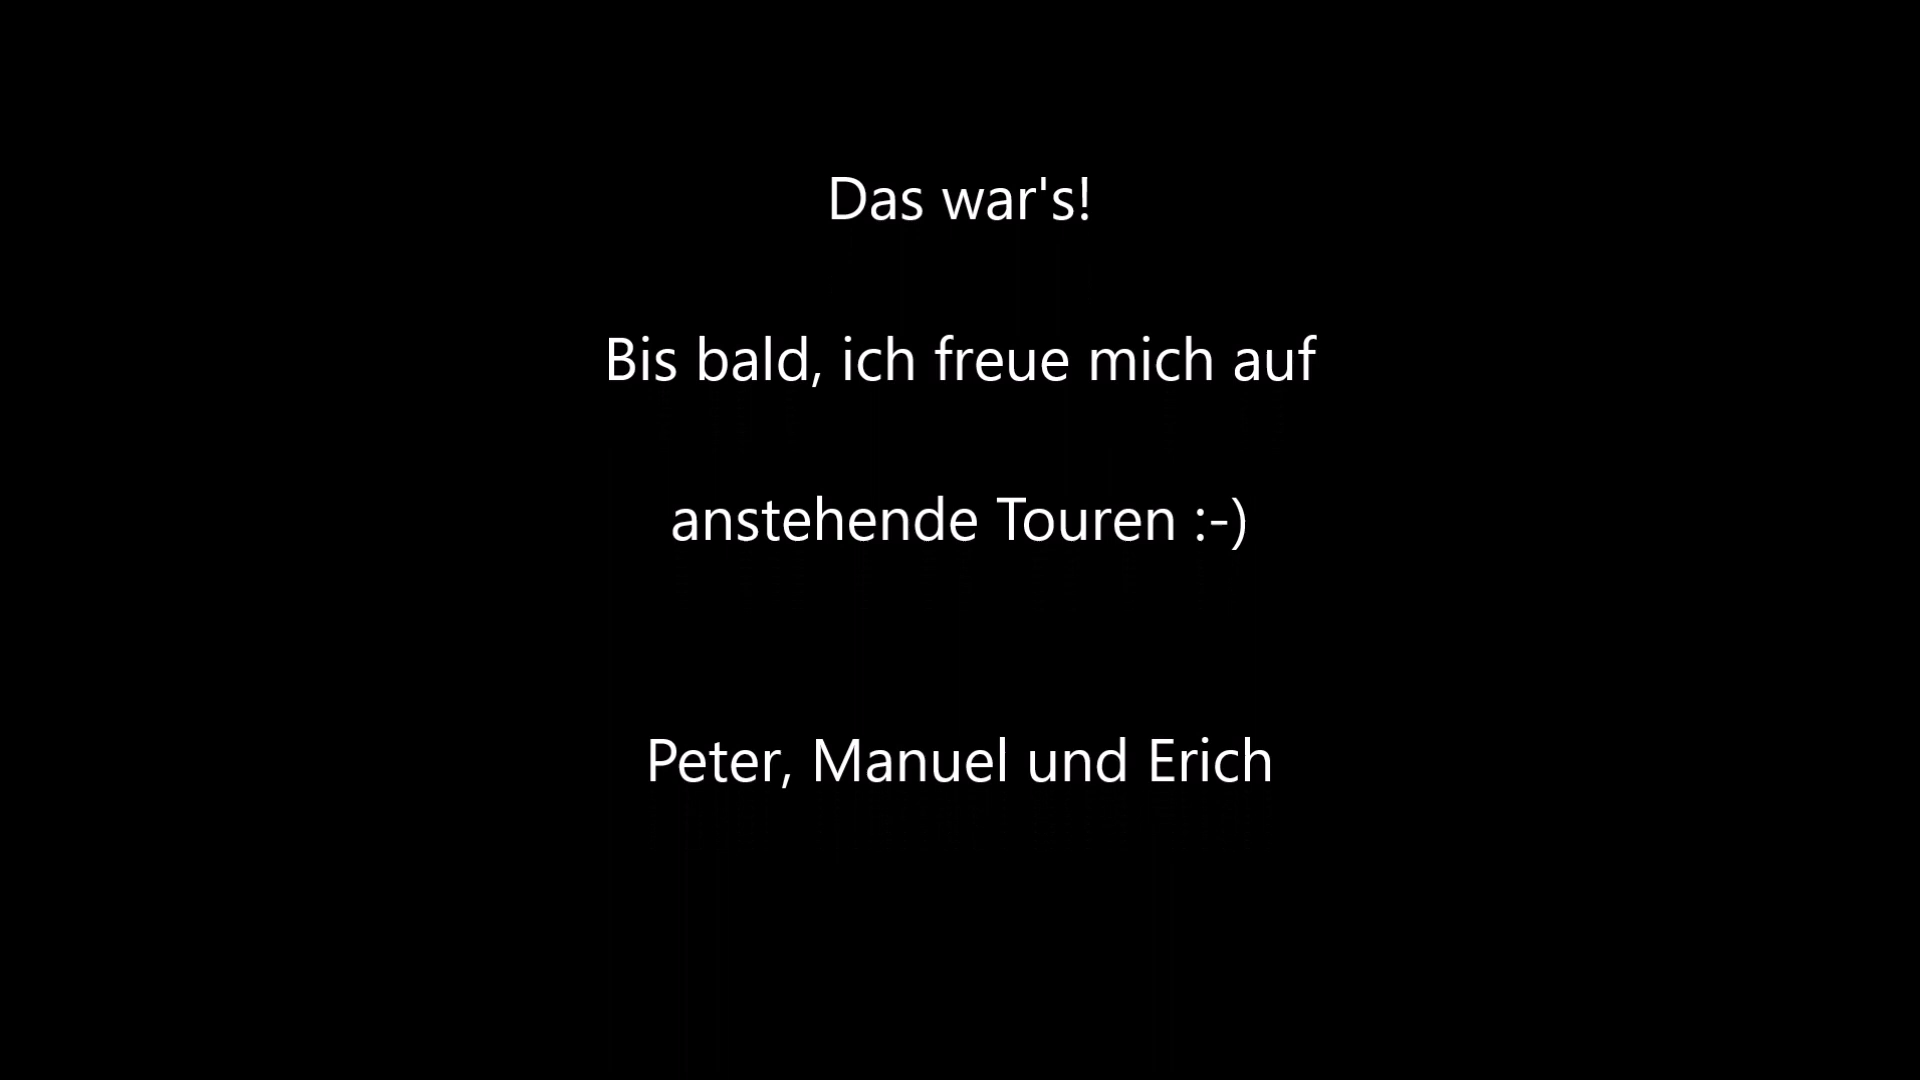 Das war's!
Bis bald, ich freue mich auf
anstehende Touren :-)
Peter, Manuel und Erich